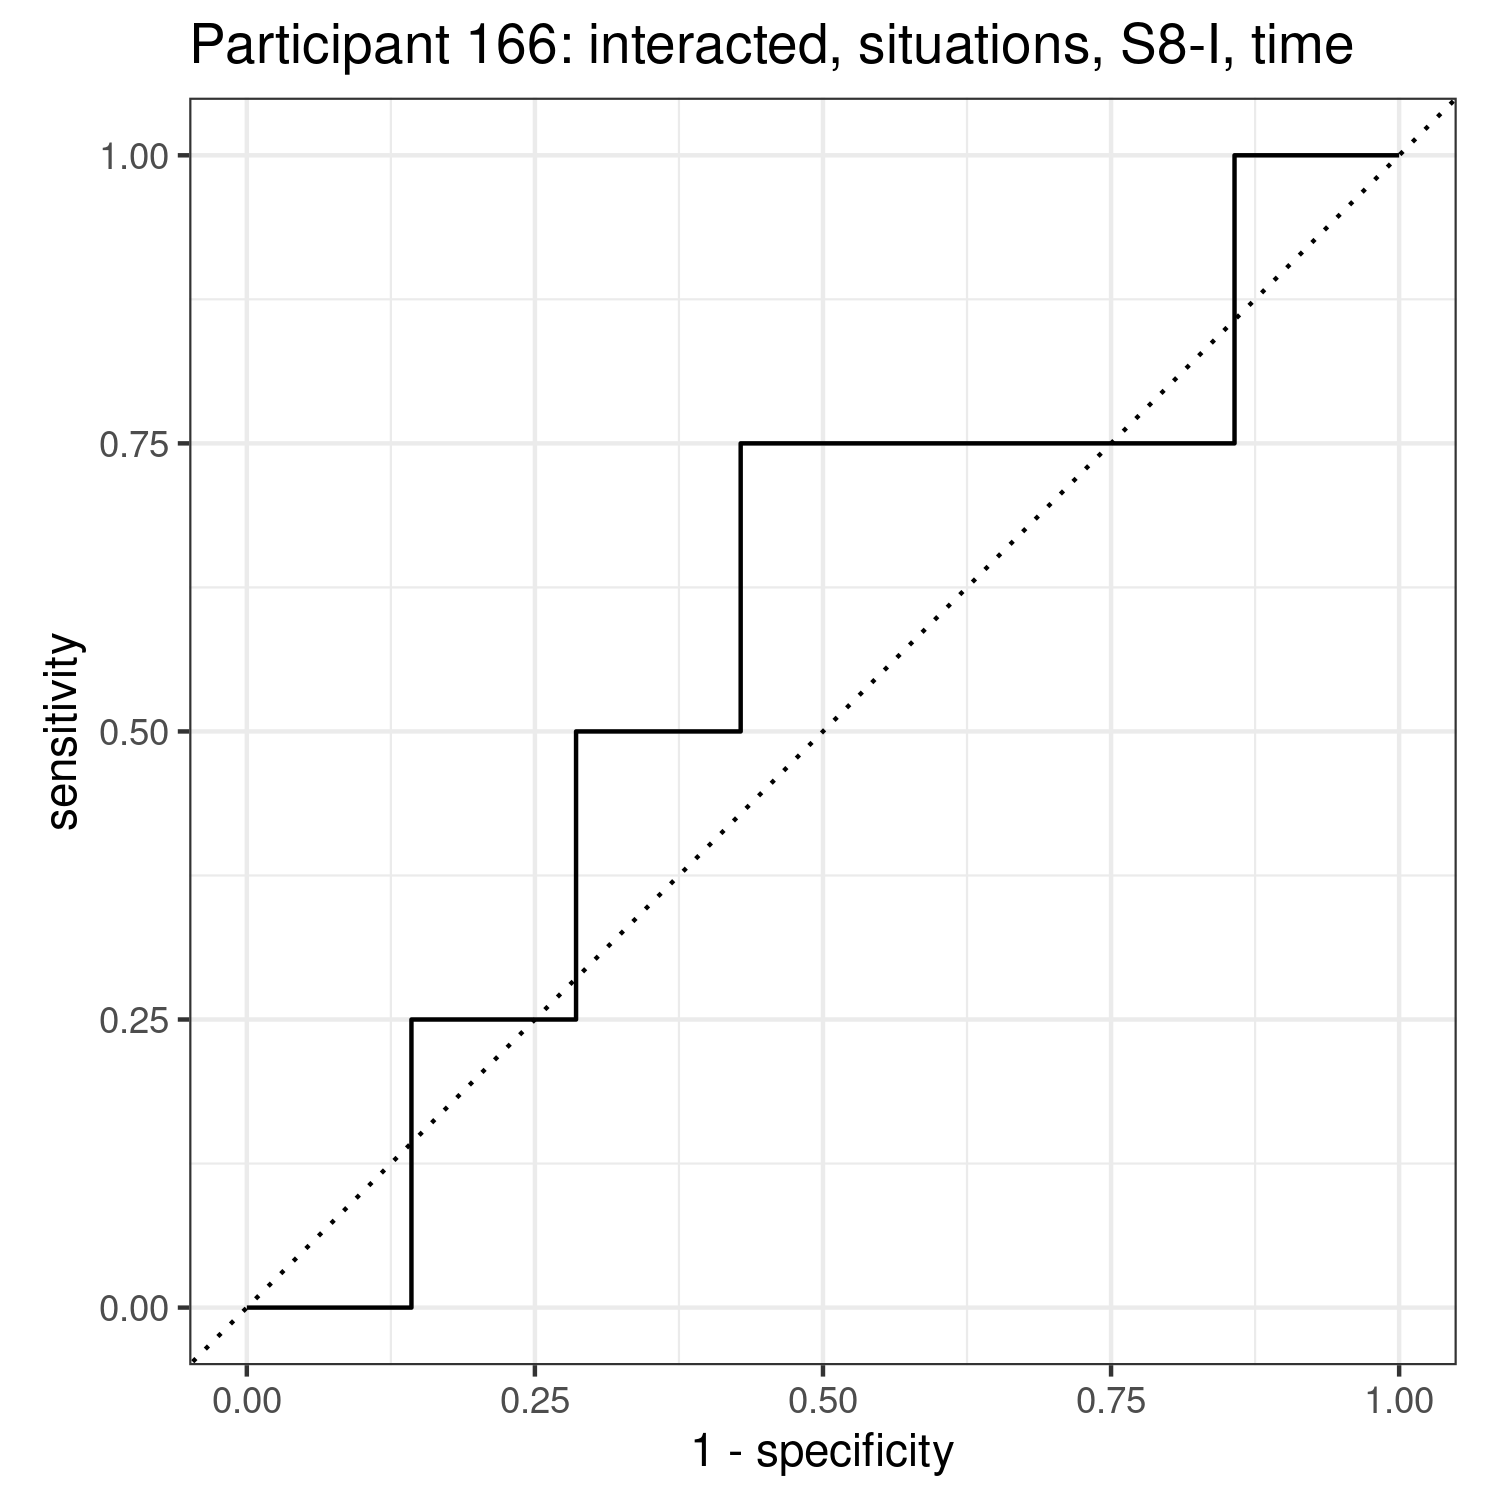 Participant 166: interacted, situations, S8-I, time
1.00
0.75
0.50
0.25
0.00
sensitivity
0.00 0.25 0.50 0.75 1.00
1 - specificity